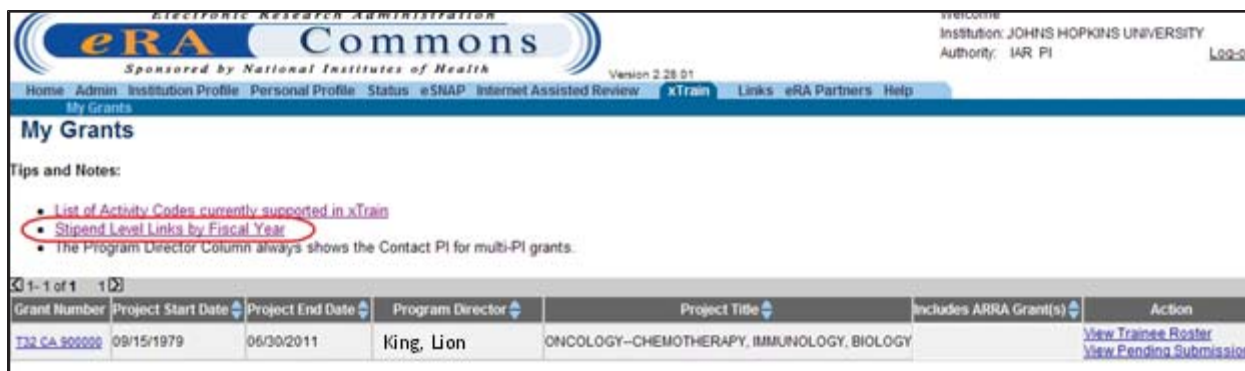 Electronic Research Administration
eRA Commons
Sponsored by National Institutes of Health
Version 2.28.01
Welcome
Institution: JOHNS HOPKINS UNIVERSITY
Authority: IAR PI
Log-o
Home Admin Institution Profile Personal Profile Status eSNAP Internet Assisted Review xTrain Links eRA Partners Help
My Grants
My Grants
Tips and Notes:
• List of Activity Codes currently supported in xTrain
• Stipend Level Links by Fiscal Year
• The Program Director Column always shows the Contact PI for multi-PI grants.
1-1 of 1 1
Grant Number Project Start Date Project End Date Program Director Project Title Includes ARRA Grant(s) Action
T32 CA 900000 09/15/1979 06/30/2011 King, Lion ONCOLOGY--CHEMOTHERAPY, IMMUNOLOGY, BIOLOGY View Trainee Roster
View Pending Submission